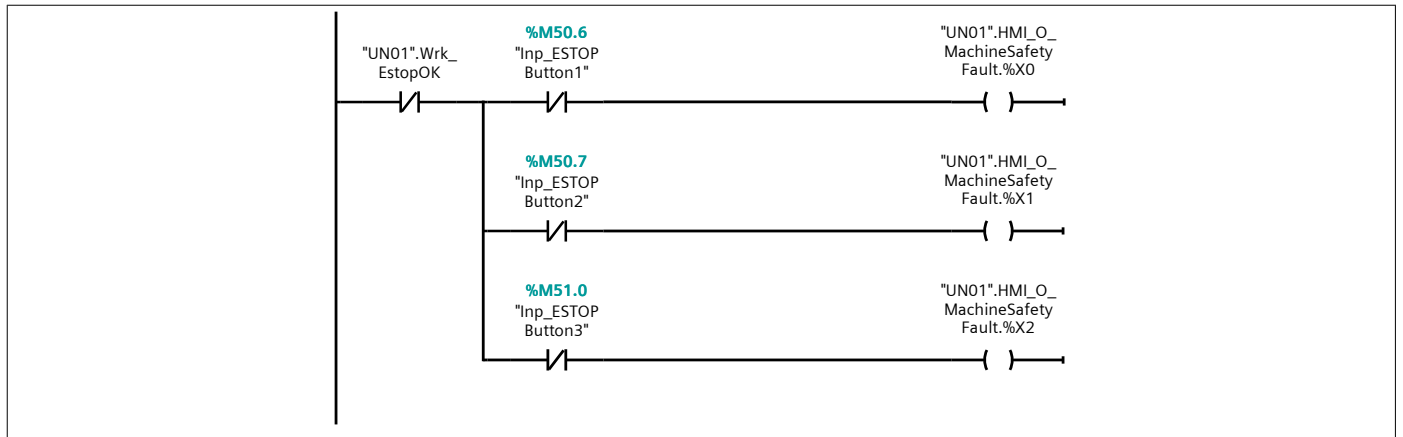 %M50.6
"UN01".HMI_O_
"UN01".Wrk_
"Inp_ESTOP
MachineSafety
EstopOK
Button1"
Fault.%X0
%M50.7
"UN01".HMI_O_
"Inp_ESTOP
MachineSafety
Button2"
Fault.%X1
%M51.0
"UN01".HMI_O_
"Inp_ESTOP
MachineSafety
Button3"
Fault.%X2